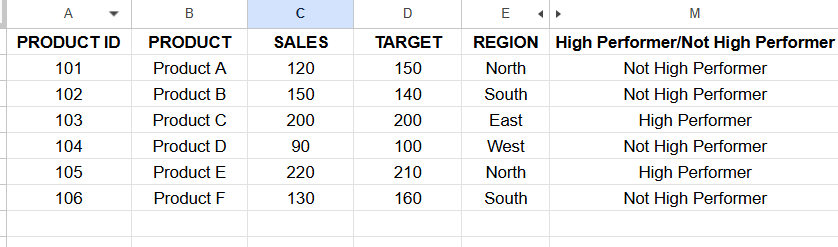 A B C D E M
PRODUCT ID PRODUCT SALES TARGET REGION High Performer/Not High Performer
101 Product A 120 150 North Not High Performer
102 Product B 150 140 South Not High Performer
103 Product C 200 200 East High Performer
104 Product D 90 100 West Not High Performer
105 Product E 220 210 North High Performer
106 Product F 130 160 South Not High Performer